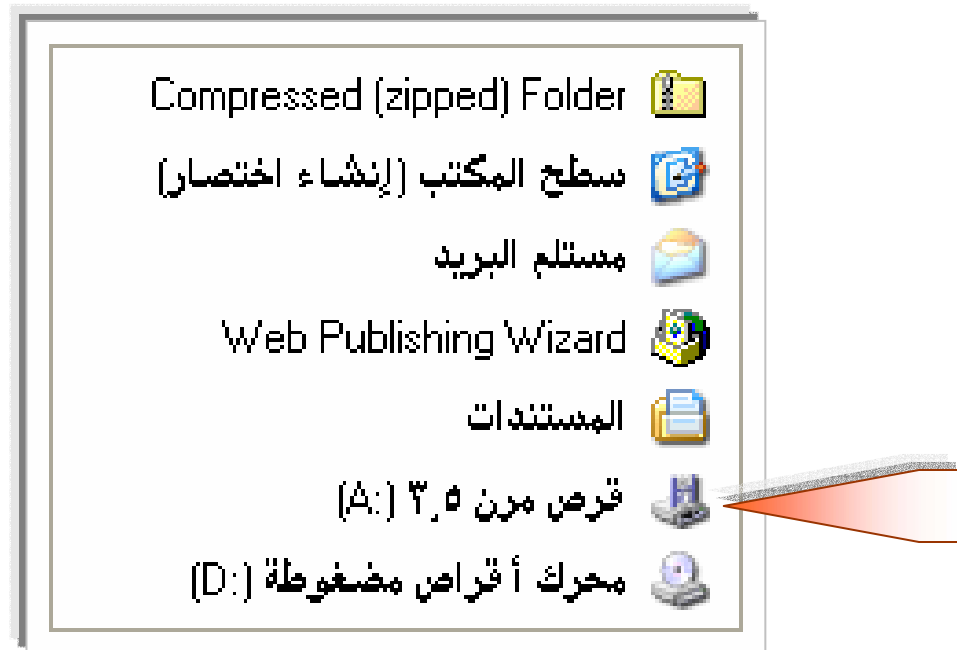 Compressed (zipped) Folder
سطح المكتب (إنشاء اختصار)
مستلم البريد
Web Publishing Wizard
المستندات
قرص مرن ٣,٥ (A:)
محرك أقراص مضغوطة (D:)